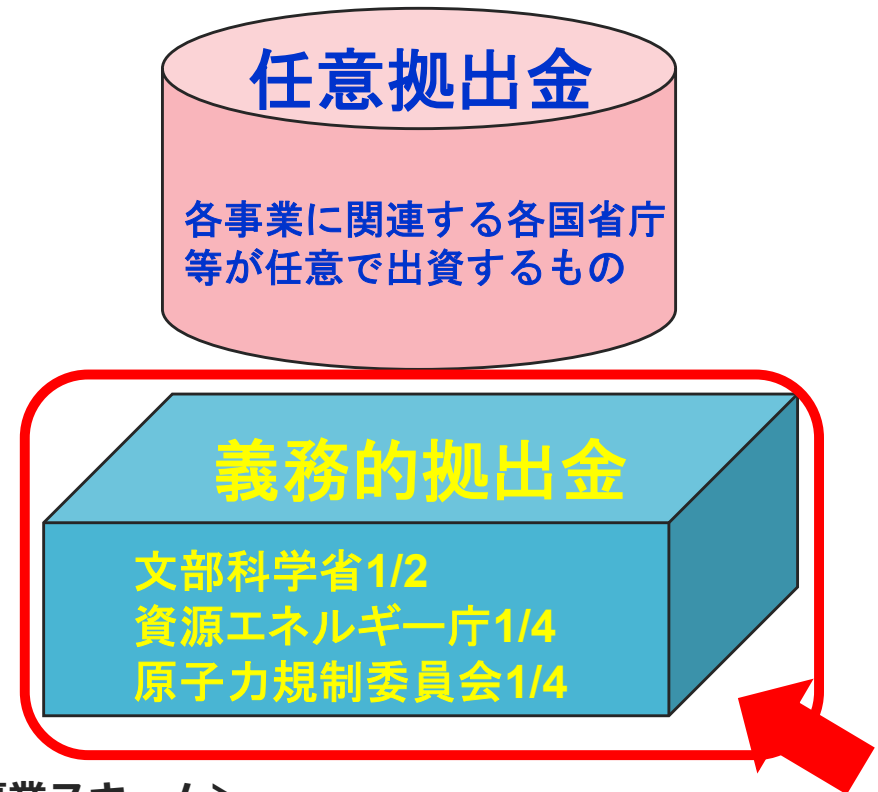 任意拠出金
各事業に関連する各国省庁
等が任意で出資するもの
義務的拠出金
文部科学省1/2
資源エネルギー庁1/4
原子力規制委員会1/4